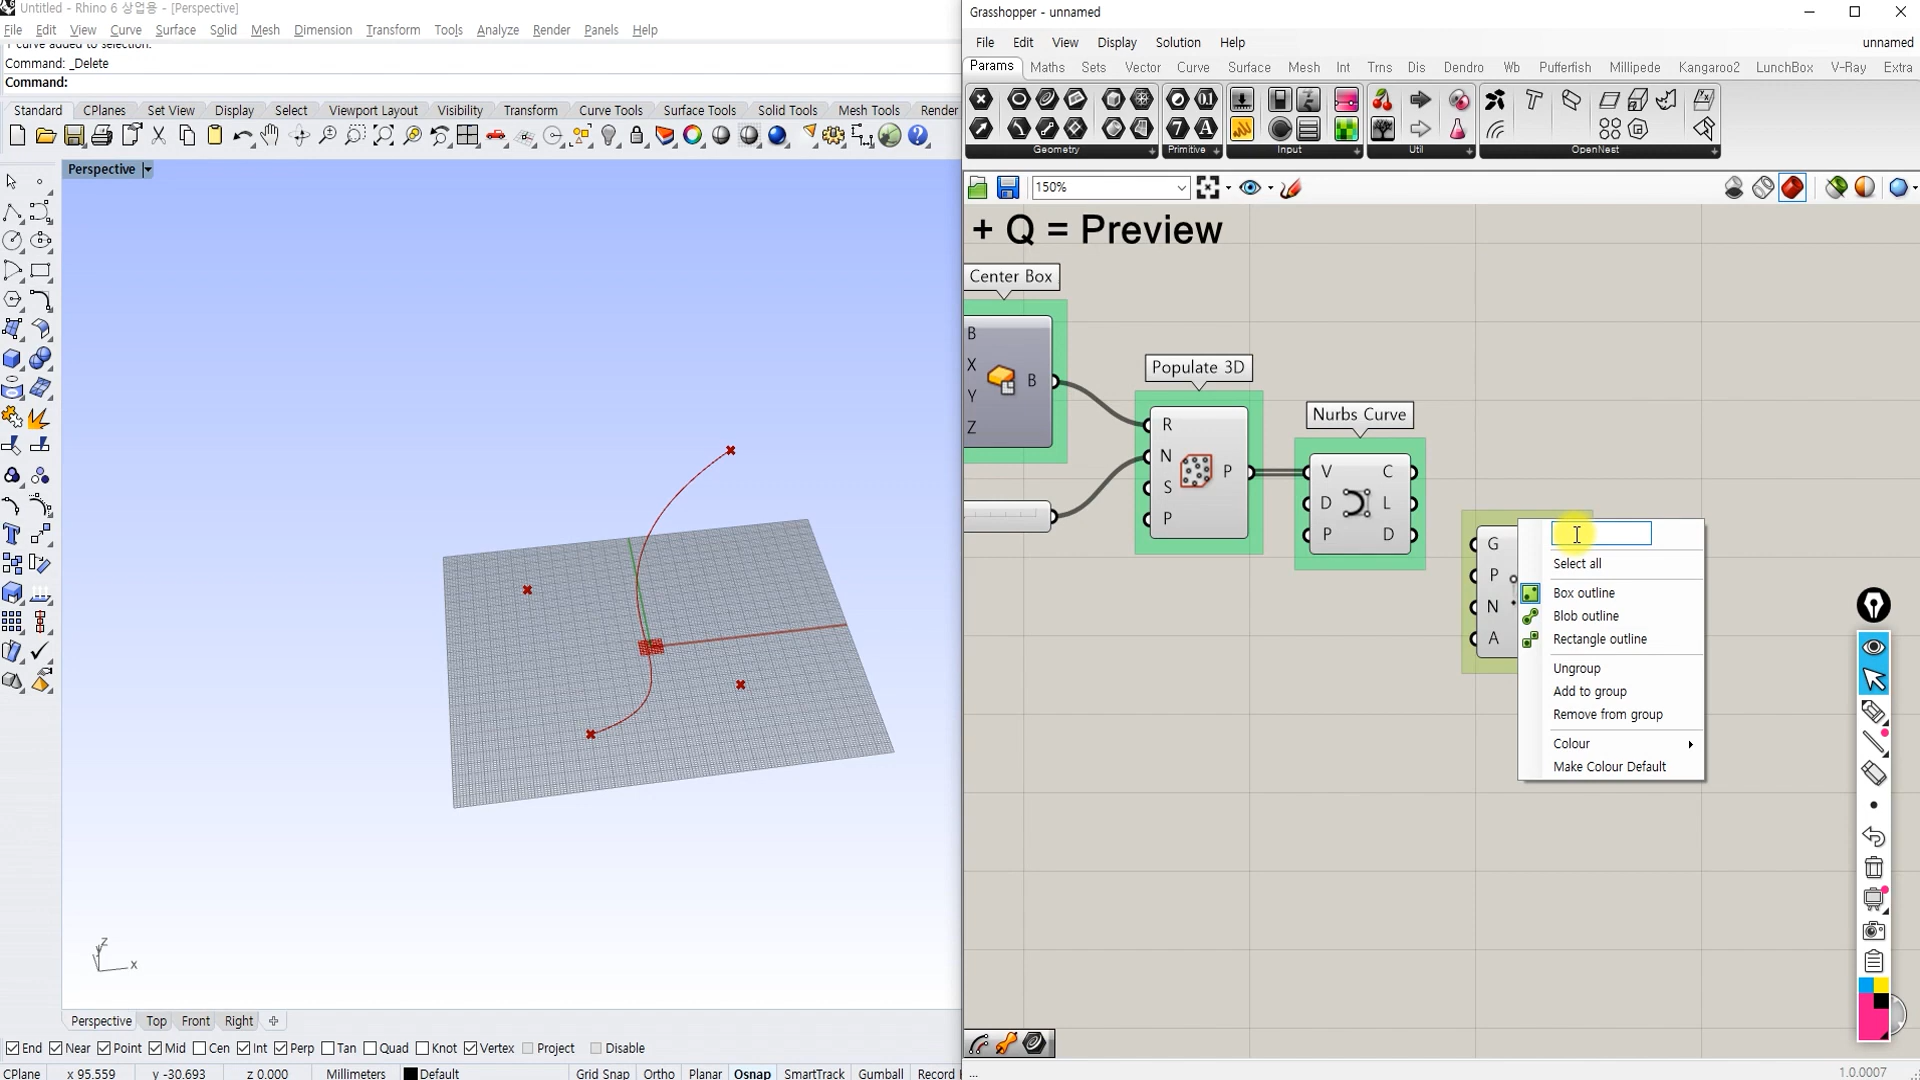 Untitled - Rhino 6 상업용 - [Perspective]
File Edit View Curve Surface Solid Mesh Dimension Transform Tools Analyze Render Panels Help
1 curve added to selection.
Command: _Delete
Command:
Standard CPlanes Set View Display Select Viewport Layout Visibility Transform Curve Tools Surface Tools Solid Tools Mesh Tools Render
Perspective
z
x
Perspective Top Front Right
End Near Point Mid Cen Int Perp Tan Quad Knot Vertex Project Disable
CPlane x 95.559 y -30.693 z 0.000 Millimeters Default Grid Snap Ortho Planar Osnap SmartTrack Gumball Record
Grasshopper - unnamed
File Edit View Display Solution Help unnamed
Params Maths Sets Vector Curve Surface Mesh Int Trns Dis Dendro Wb Pufferfish Millipede Kangaroo2 LunchBox V-Ray Extra
Geometry Primitive Input Util OpenNest
150%
+ Q = Preview
Center Box
B
X
Y
Z
B
Populate 3D
R
N
S
P
P
Nurbs Curve
V
D
P
C
L
D
G
P
N
A
Select all
Box outline
Blob outline
Rectangle outline
Ungroup
Add to group
Remove from group
Colour
Make Colour Default
...
1.0.0007